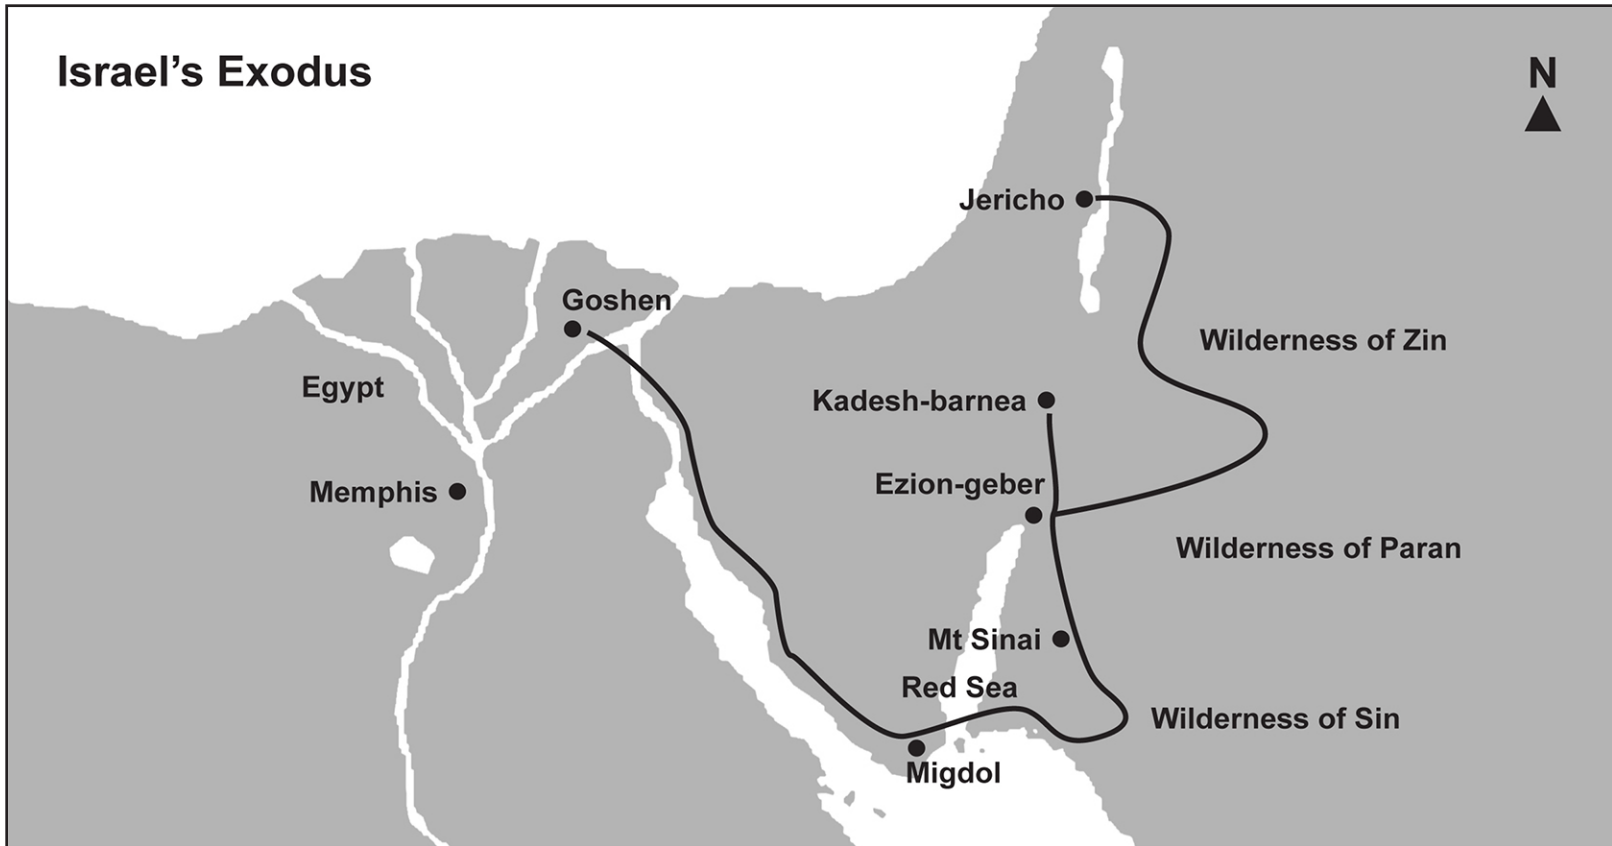 Israel's Exodus
N
Jericho
Goshen
Wilderness of Zin
Egypt
Kadesh-barnea
Ezion-geber
Memphis
Wilderness of Paran
Mt Sinai
Red Sea
Wilderness of Sin
Migdol